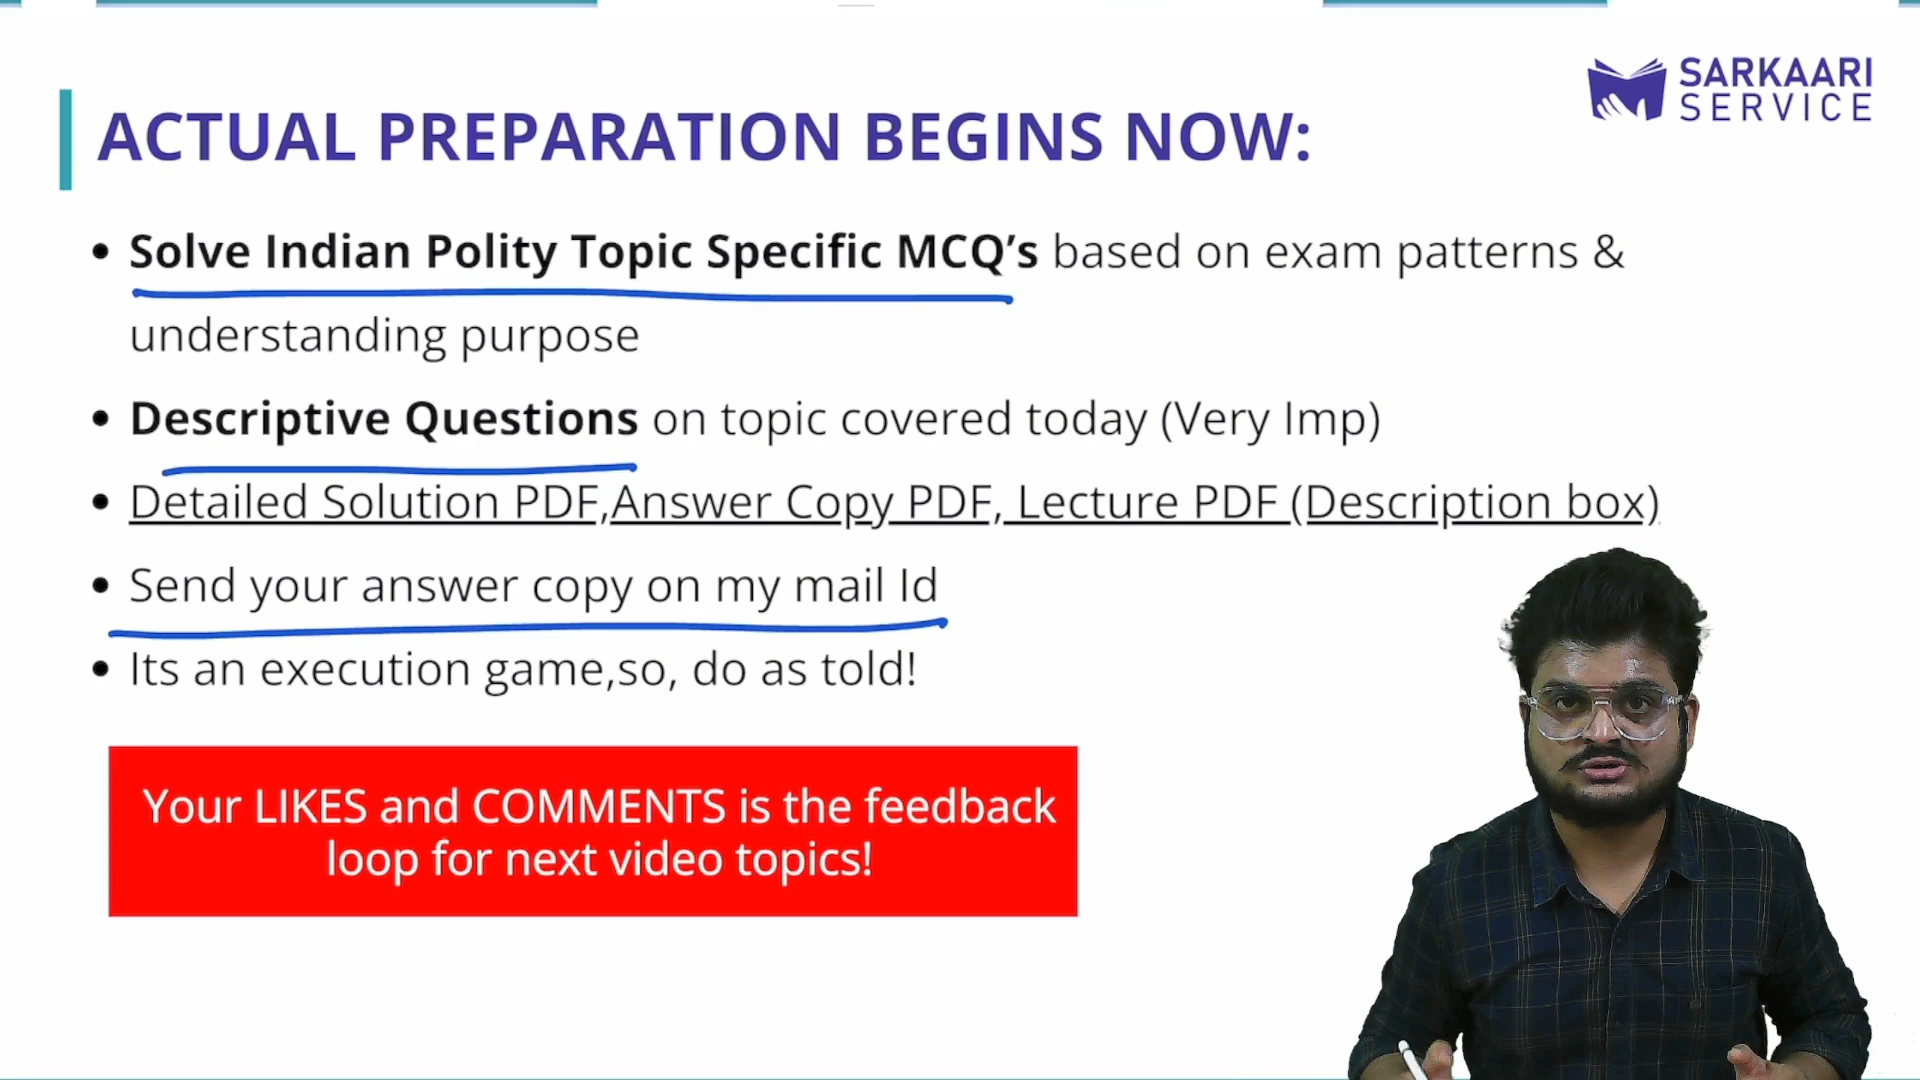 SARKAARI
SERVICE
ACTUAL PREPARATION BEGINS NOW:
• Solve Indian Polity Topic Specific MCQ’s based on exam patterns &
understanding purpose
• Descriptive Questions on topic covered today (Very Imp)
• Detailed Solution PDF,Answer Copy PDF, Lecture PDF (Description box)
• Send your answer copy on my mail Id
• Its an execution game,so, do as told!
Your LIKES and COMMENTS is the feedback
loop for next video topics!